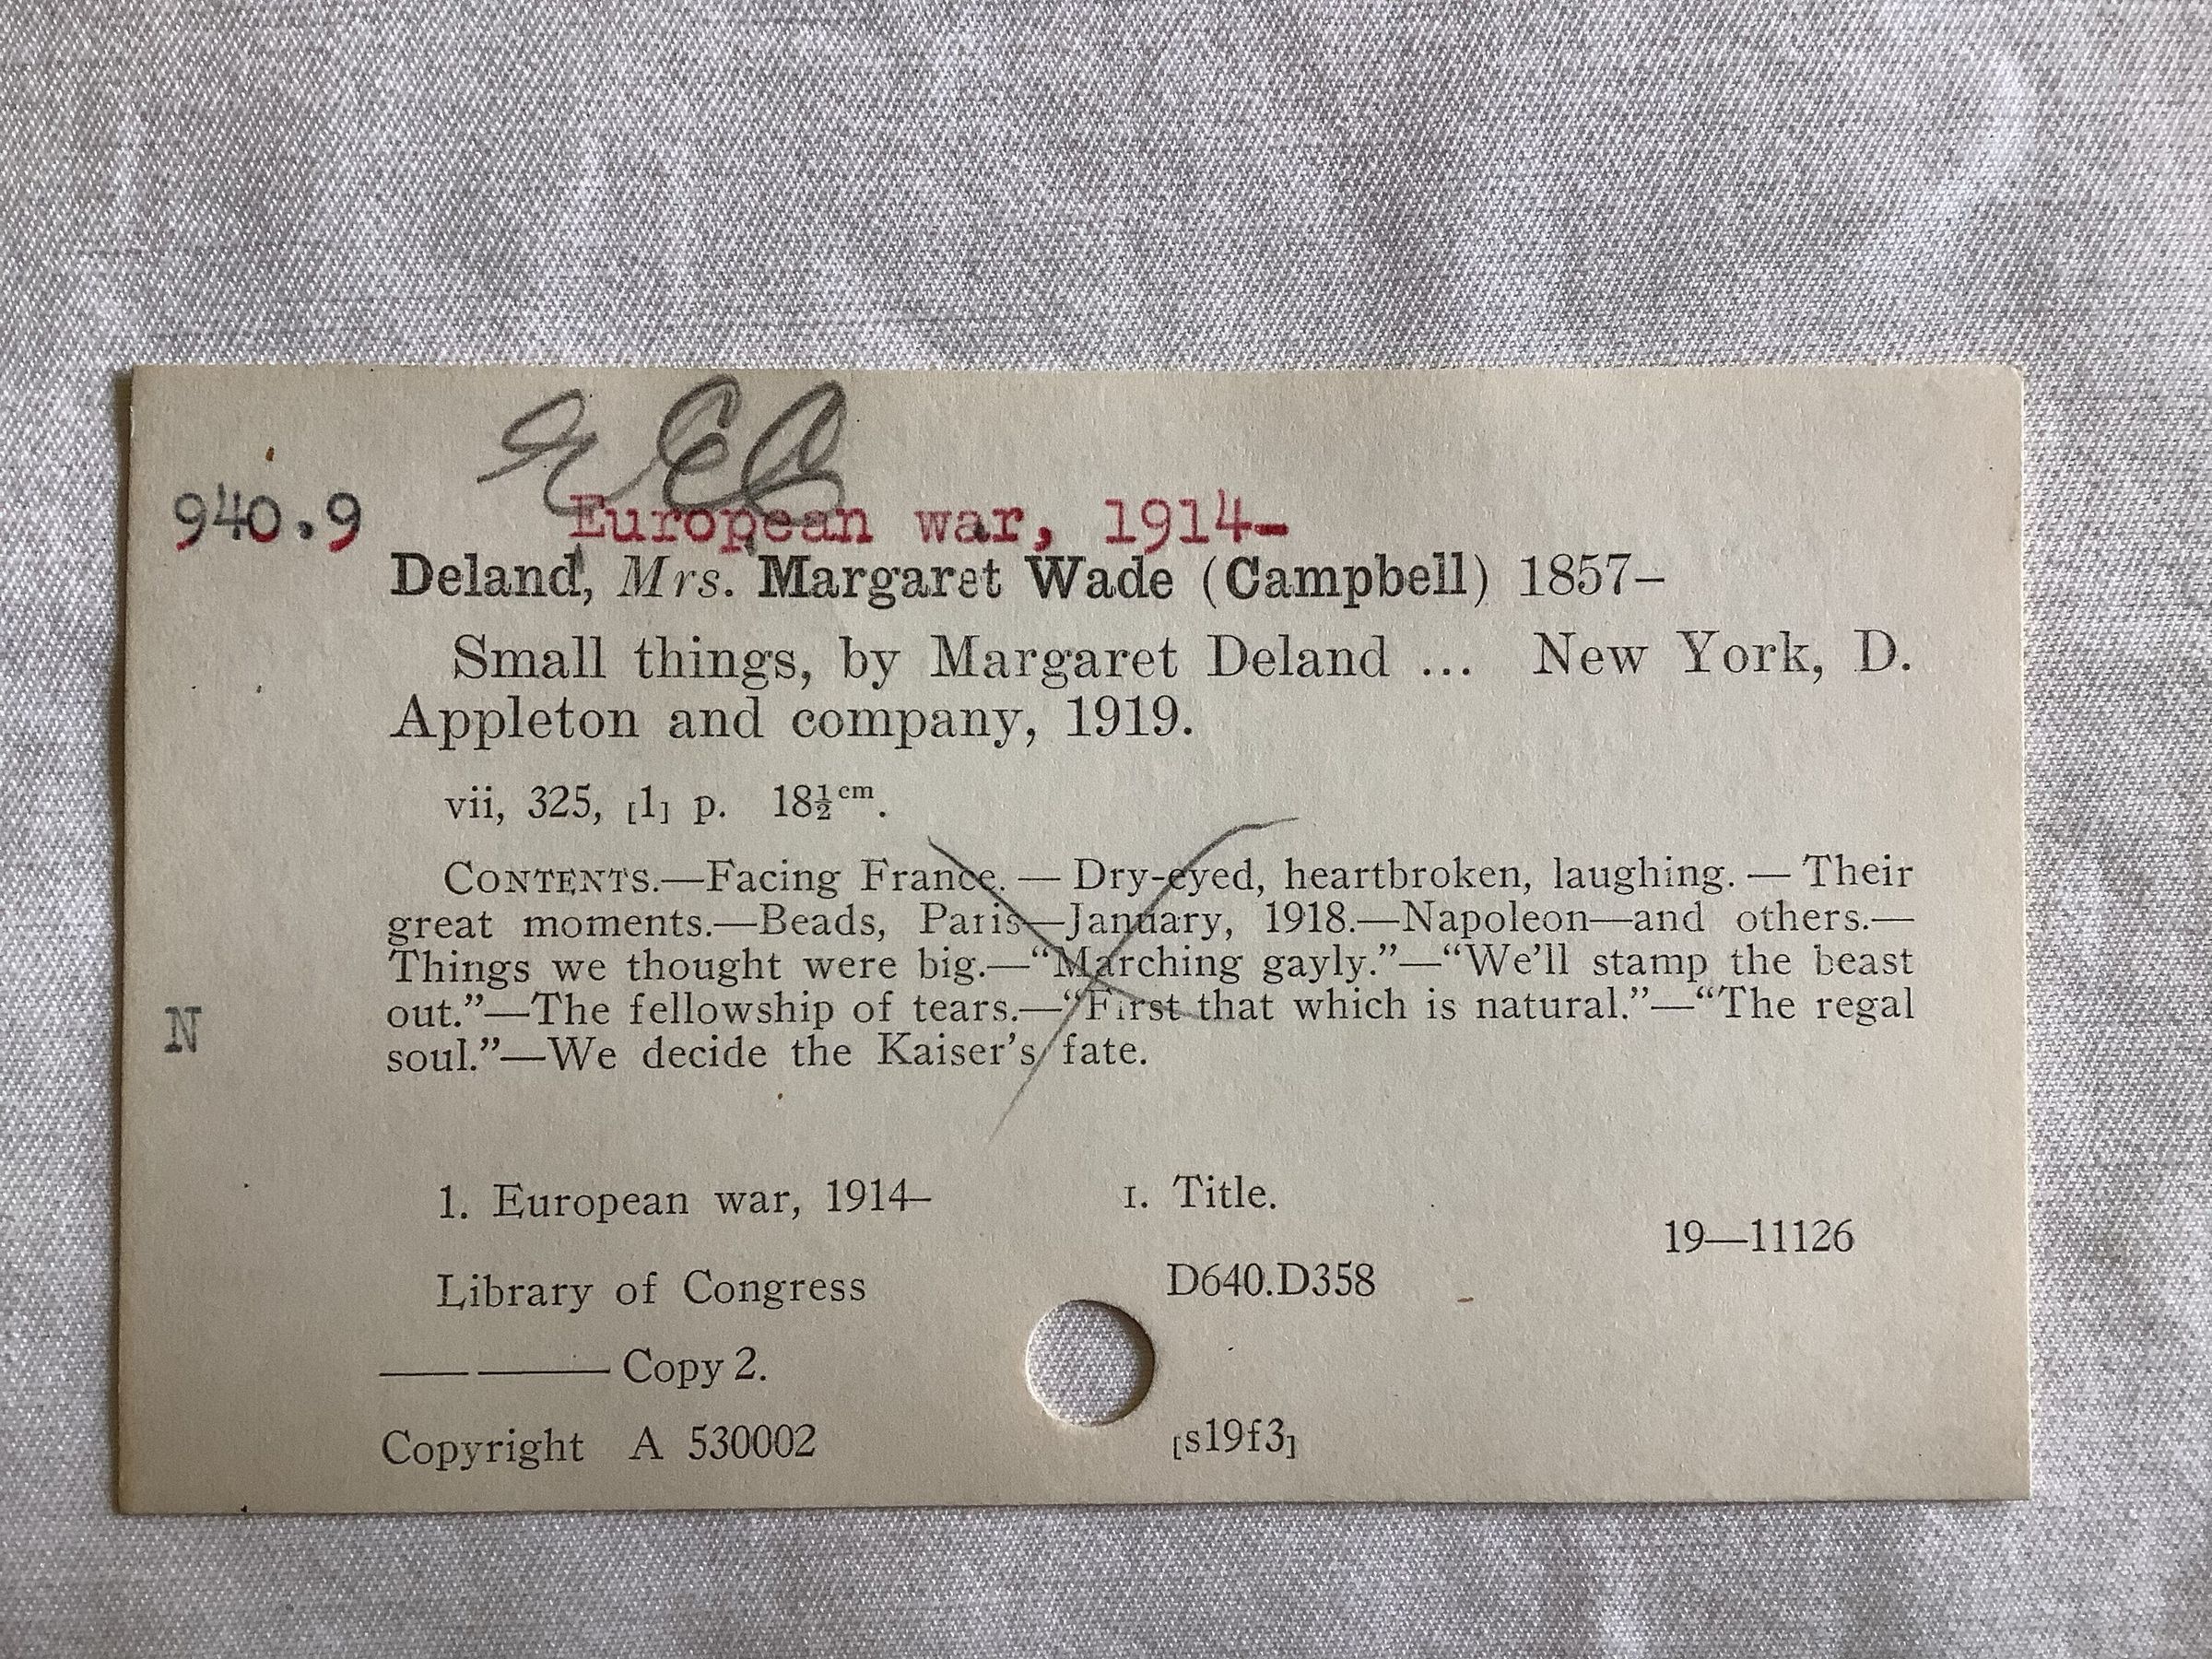 940.9 European war, 1914-
Deland, Mrs. Margaret Wade (Campbell) 1857–
Small things, by Margaret Deland ... New York, D.
Appleton and company, 1919.
vii, 325, [1] p. 18½ cm.
CONTENTS.—Facing France. — Dry-eyed, heartbroken, laughing. — Their
great moments.—Beads, Paris—January, 1918.—Napoleon—and others.—
Things we thought were big.—“Marching gayly.”—“We’ll stamp the beast
out.”—The fellowship of tears.—“First that which is natural.”—“The regal
N
soul.”—We decide the Kaiser’s fate.
1. European war, 1914– I. Title.
19—11126
Library of Congress D640.D358
—— ——— Copy 2.
Copyright A 530002 [s19f3]